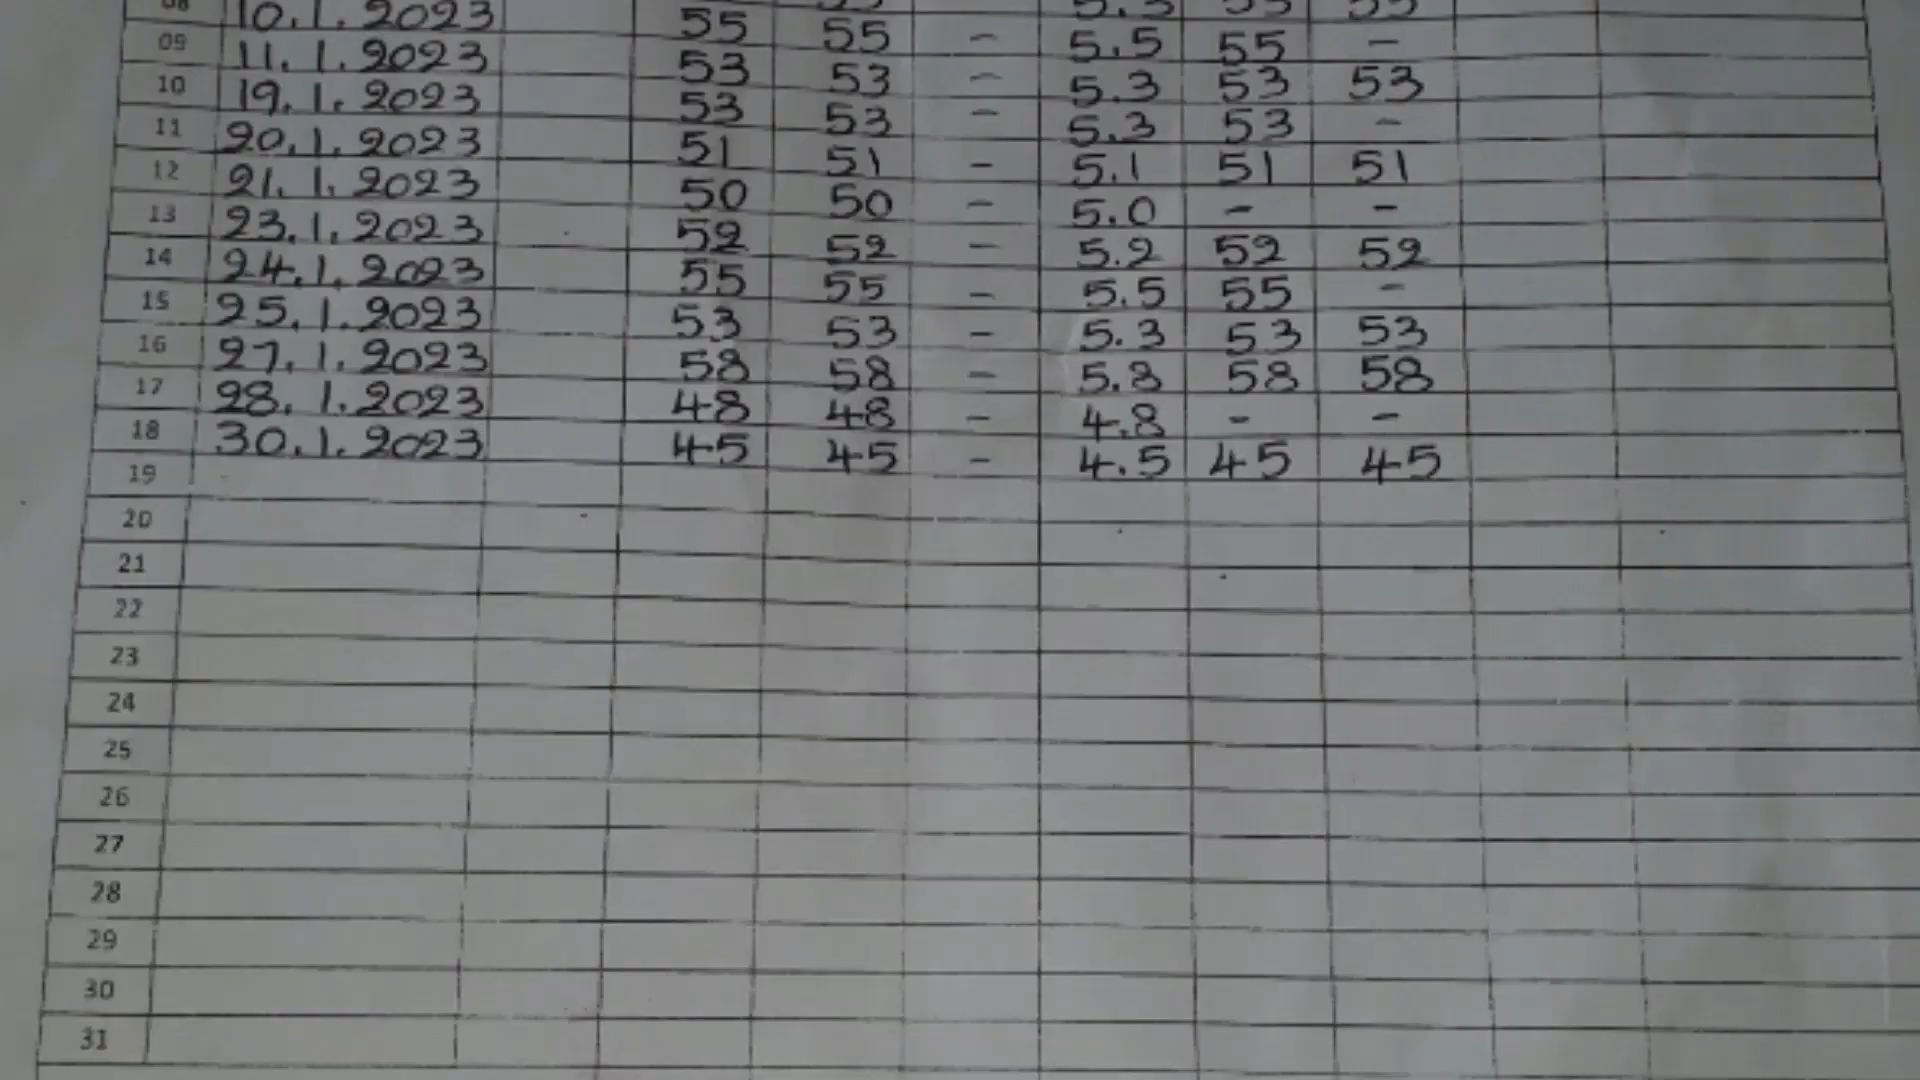 08 10.1.2023 55 55 - 5.5 55 -
09 11.1.2023 53 53 - 5.3 53 53
10 19.1.2023 53 53 - 5.3 53 -
11 20.1.2023 51 51 - 5.1 51 51
12 21.1.2023 50 50 - 5.0 - -
13 23.1.2023 52 52 - 5.2 52 52
14 24.1.2023 55 55 - 5.5 55 -
15 25.1.2023 53 53 - 5.3 53 53
16 27.1.2023 58 58 - 5.8 58 58
17 28.1.2023 48 48 - 4.8 - -
18 30.1.2023 45 45 - 4.5 45 45
19
20
21
22
23
24
25
26
27
28
29
30
31